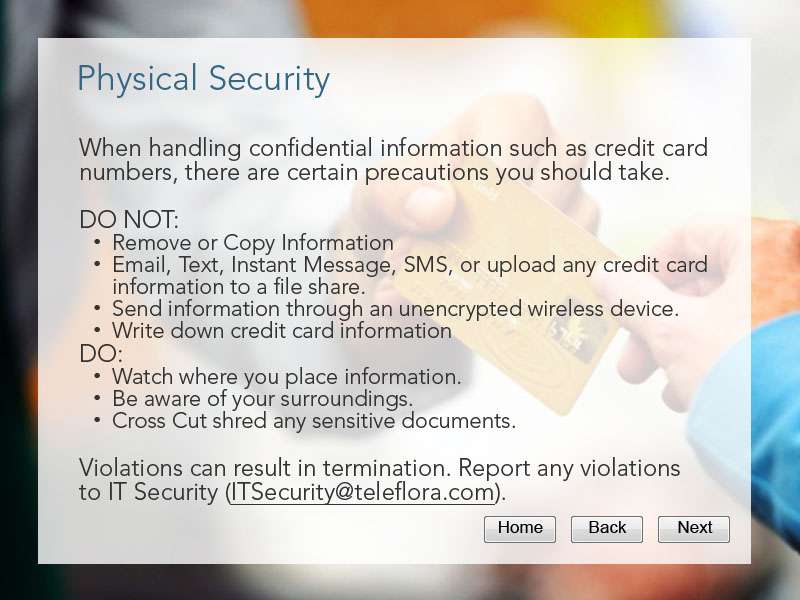 Physical Security
When handling confidential information such as credit card
numbers, there are certain precautions you should take.
DO NOT:
• Remove or Copy Information
• Email, Text, Instant Message, SMS, or upload any credit card
information to a file share.
• Send information through an unencrypted wireless device.
• Write down credit card information
DO:
• Watch where you place information.
• Be aware of your surroundings.
• Cross Cut shred any sensitive documents.
Violations can result in termination. Report any violations
to IT Security (ITSecurity@teleflora.com).
Home Back Next